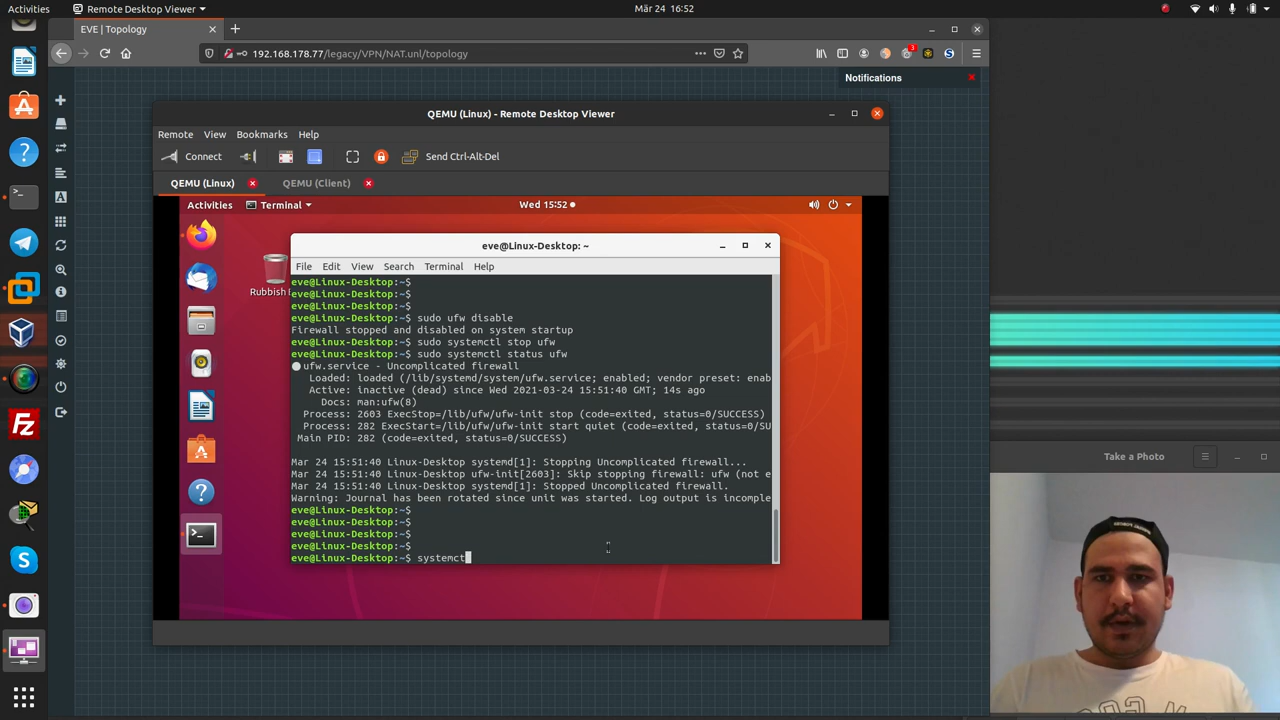 Activities
Remote Desktop Viewer
Mär 24 16:52
EVE | Topology
192.168.178.77/legacy/VPN/NAT.unl/topology
3
Notifications
QEMU (Linux) - Remote Desktop Viewer
Remote View Bookmarks Help
Connect
Send Ctrl-Alt-Del
QEMU (Linux)
QEMU (Client)
Activities
Terminal
Wed 15:52
Rubbish
eve@Linux-Desktop: ~
File Edit View Search Terminal Help
eve@Linux-Desktop:~$
eve@Linux-Desktop:~$
eve@Linux-Desktop:~$
eve@Linux-Desktop:~$ sudo ufw disable
Firewall stopped and disabled on system startup
eve@Linux-Desktop:~$ sudo systemctl stop ufw
eve@Linux-Desktop:~$ sudo systemctl status ufw
ufw.service - Uncomplicated firewall
Loaded: loaded (/lib/systemd/system/ufw.service; enabled; vendor preset: enab
Active: inactive (dead) since Wed 2021-03-24 15:51:40 GMT; 14s ago
Docs: man:ufw(8)
Process: 2603 ExecStop=/lib/ufw/ufw-init stop (code=exited, status=0/SUCCESS)
Process: 282 ExecStart=/lib/ufw/ufw-init start quiet (code=exited, status=0/SU
Main PID: 282 (code=exited, status=0/SUCCESS)
Mar 24 15:51:40 Linux-Desktop systemd[1]: Stopping Uncomplicated firewall...
Mar 24 15:51:40 Linux-Desktop ufw-init[2603]: Skip stopping firewall: ufw (not e
Mar 24 15:51:40 Linux-Desktop systemd[1]: Stopped Uncomplicated firewall.
Warning: Journal has been rotated since unit was started. Log output is incomple
eve@Linux-Desktop:~$
eve@Linux-Desktop:~$
eve@Linux-Desktop:~$
eve@Linux-Desktop:~$
eve@Linux-Desktop:~$ systemct
Take a Photo